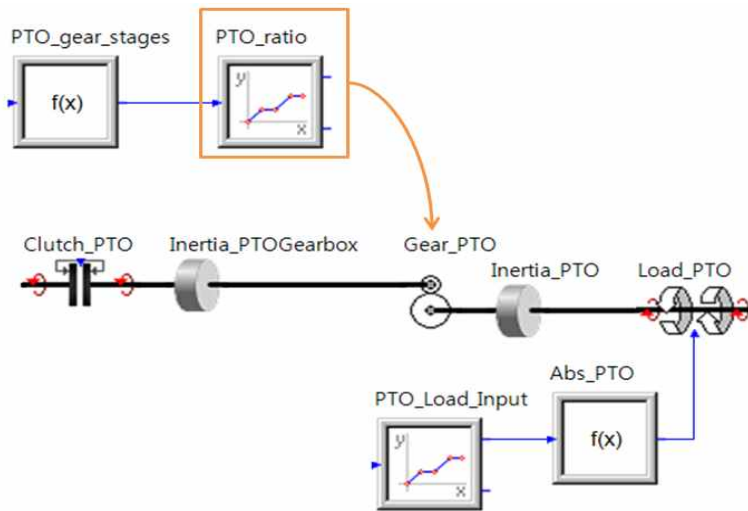 PTO_gear_stages
PTO_ratio
f(x)
y
x
Clutch_PTO
Inertia_PTOGearbox
Gear_PTO
Inertia_PTO
Load_PTO
Abs_PTO
PTO_Load_Input
y
x
f(x)